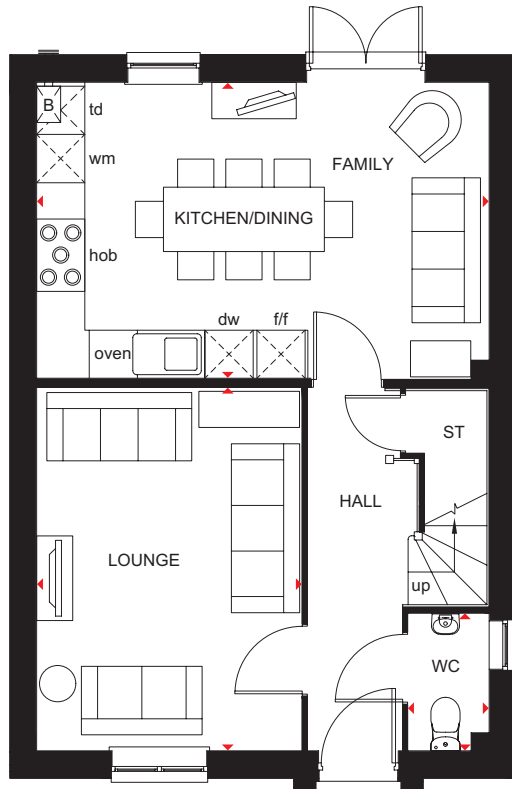 B
td
wm
FAMILY
KITCHEN/DINING
hob
oven
dw
f/f
ST
HALL
LOUNGE
up
WC